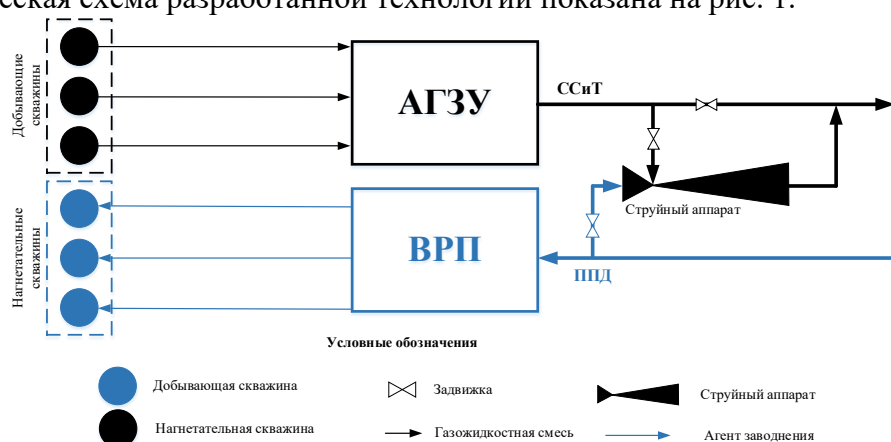 ская схема разработанной технологии показана на рис. 1.
Добывающие
скважины
АГЗУ
ССиТ
Струйный аппарат
Нагнетательные
скважины
ВРП
ППД
Условные обозначения
Добывающая скважина
Задвижка
Струйный аппарат
Нагнетательная скважина
Газожидкостная смесь
Агент заводнения